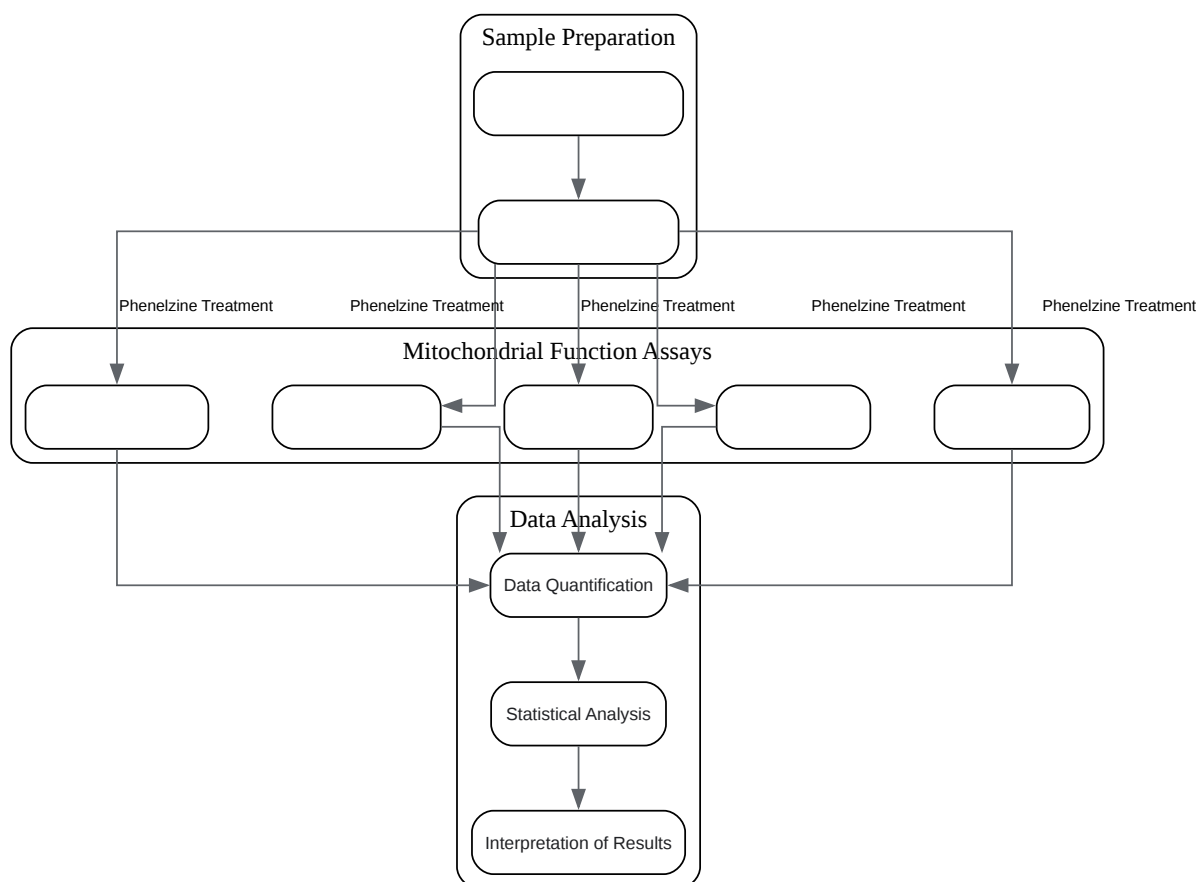 Sample Preparation
Phenelzine Treatment
Phenelzine Treatment
Phenelzine Treatment
Phenelzine Treatment
Phenelzine Treatment
Mitochondrial Function Assays
Data Analysis
Data Quantification
Statistical Analysis
Interpretation of Results